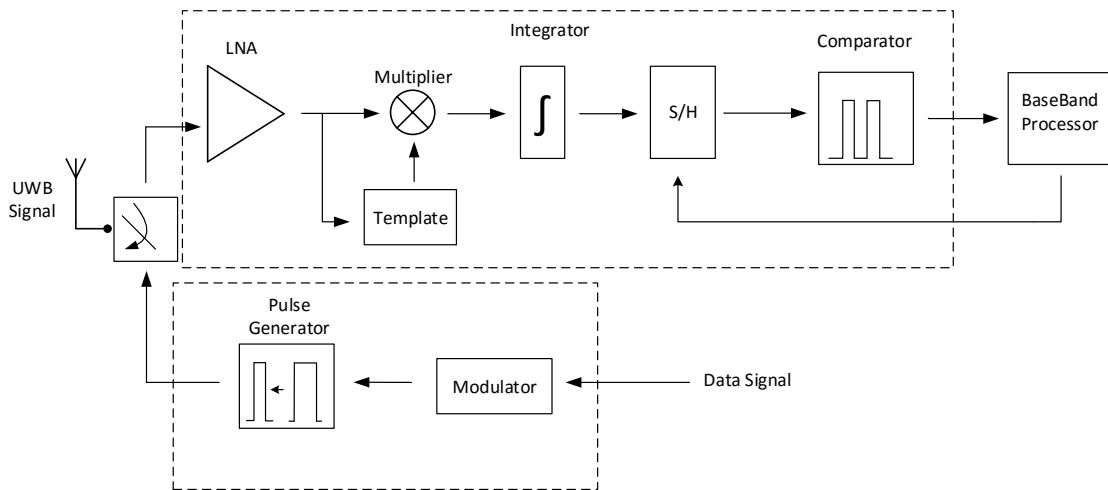 Integrator
LNA
Comparator
Multiplier
∫
S/H
BaseBand
Processor
UWB
Signal
Template
Pulse
Generator
Modulator
Data Signal